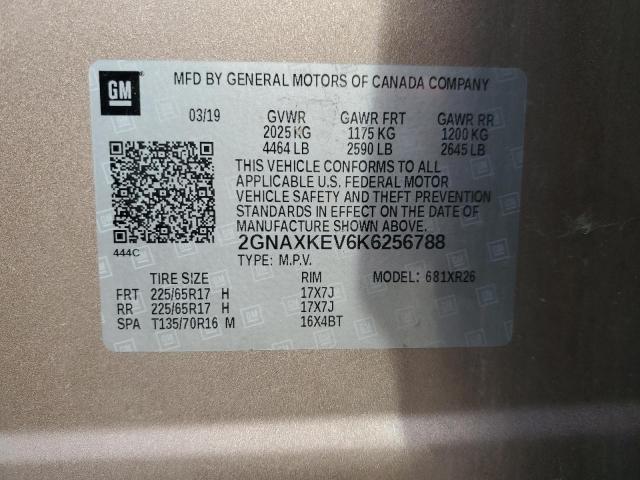 GM
MFD BY GENERAL MOTORS OF CANADA COMPANY
03/19 GVWR GAWR FRT GAWR RR
2025 KG 1175 KG 1200 KG
4464 LB 2590 LB 2645 LB
THIS VEHICLE CONFORMS TO ALL
APPLICABLE U.S. FEDERAL MOTOR
VEHICLE SAFETY AND THEFT PREVENTION
STANDARDS IN EFFECT ON THE DATE OF
MANUFACTURE SHOWN ABOVE.
2GNAXKEV6K6256788
444C
TYPE: M.P.V.
TIRE SIZE RIM MODEL: 681XR26
FRT 225/65R17 H 17X7J
RR 225/65R17 H 17X7J
SPA T135/70R16 M 16X4BT